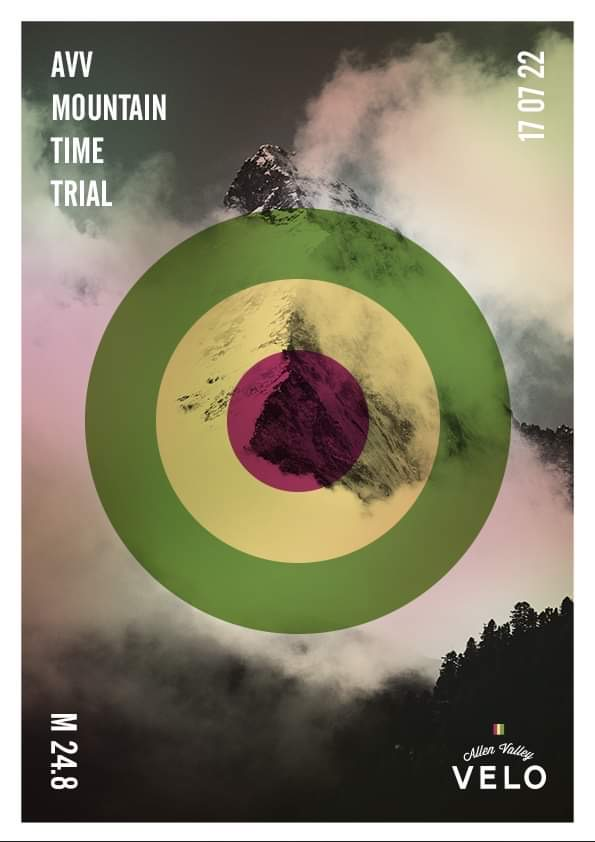 AVV
MOUNTAIN
TIME
TRIAL
17 07 22
M 24.8
Allen Valley
VELO